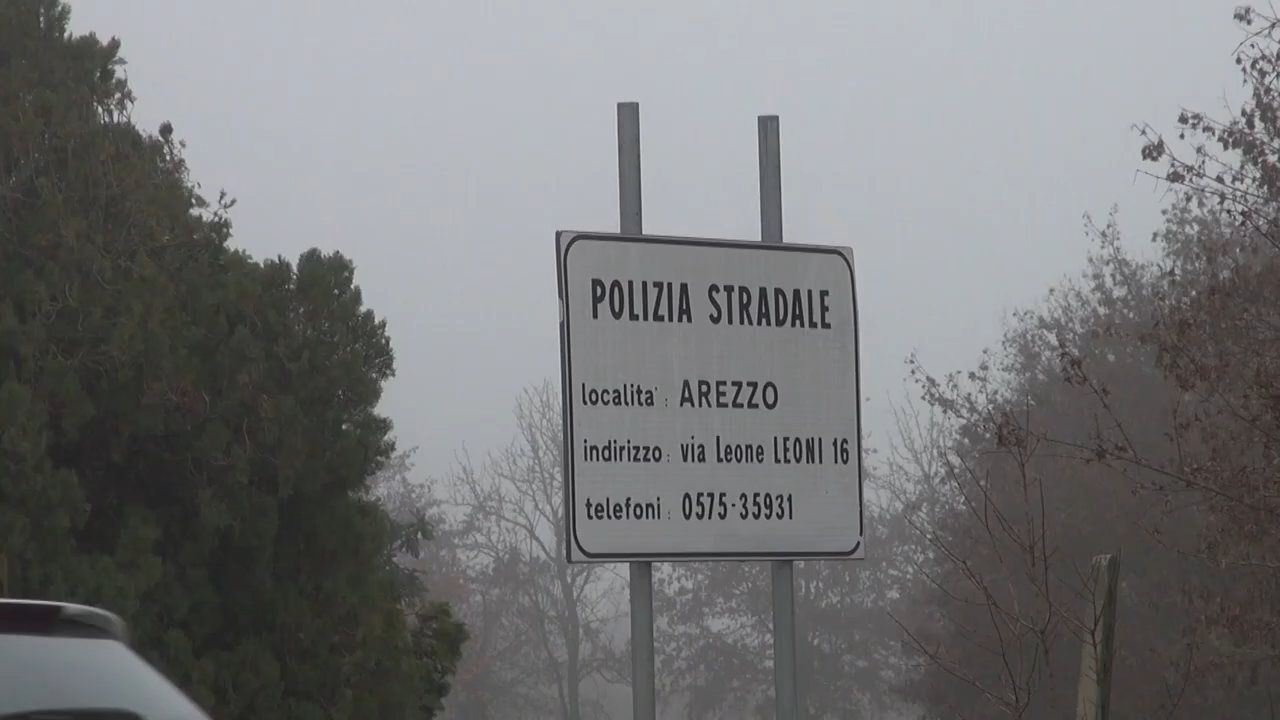 POLIZIA STRADALE
localita' : AREZZO
indirizzo : via Leone LEONI 16
telefoni : 0575-35931